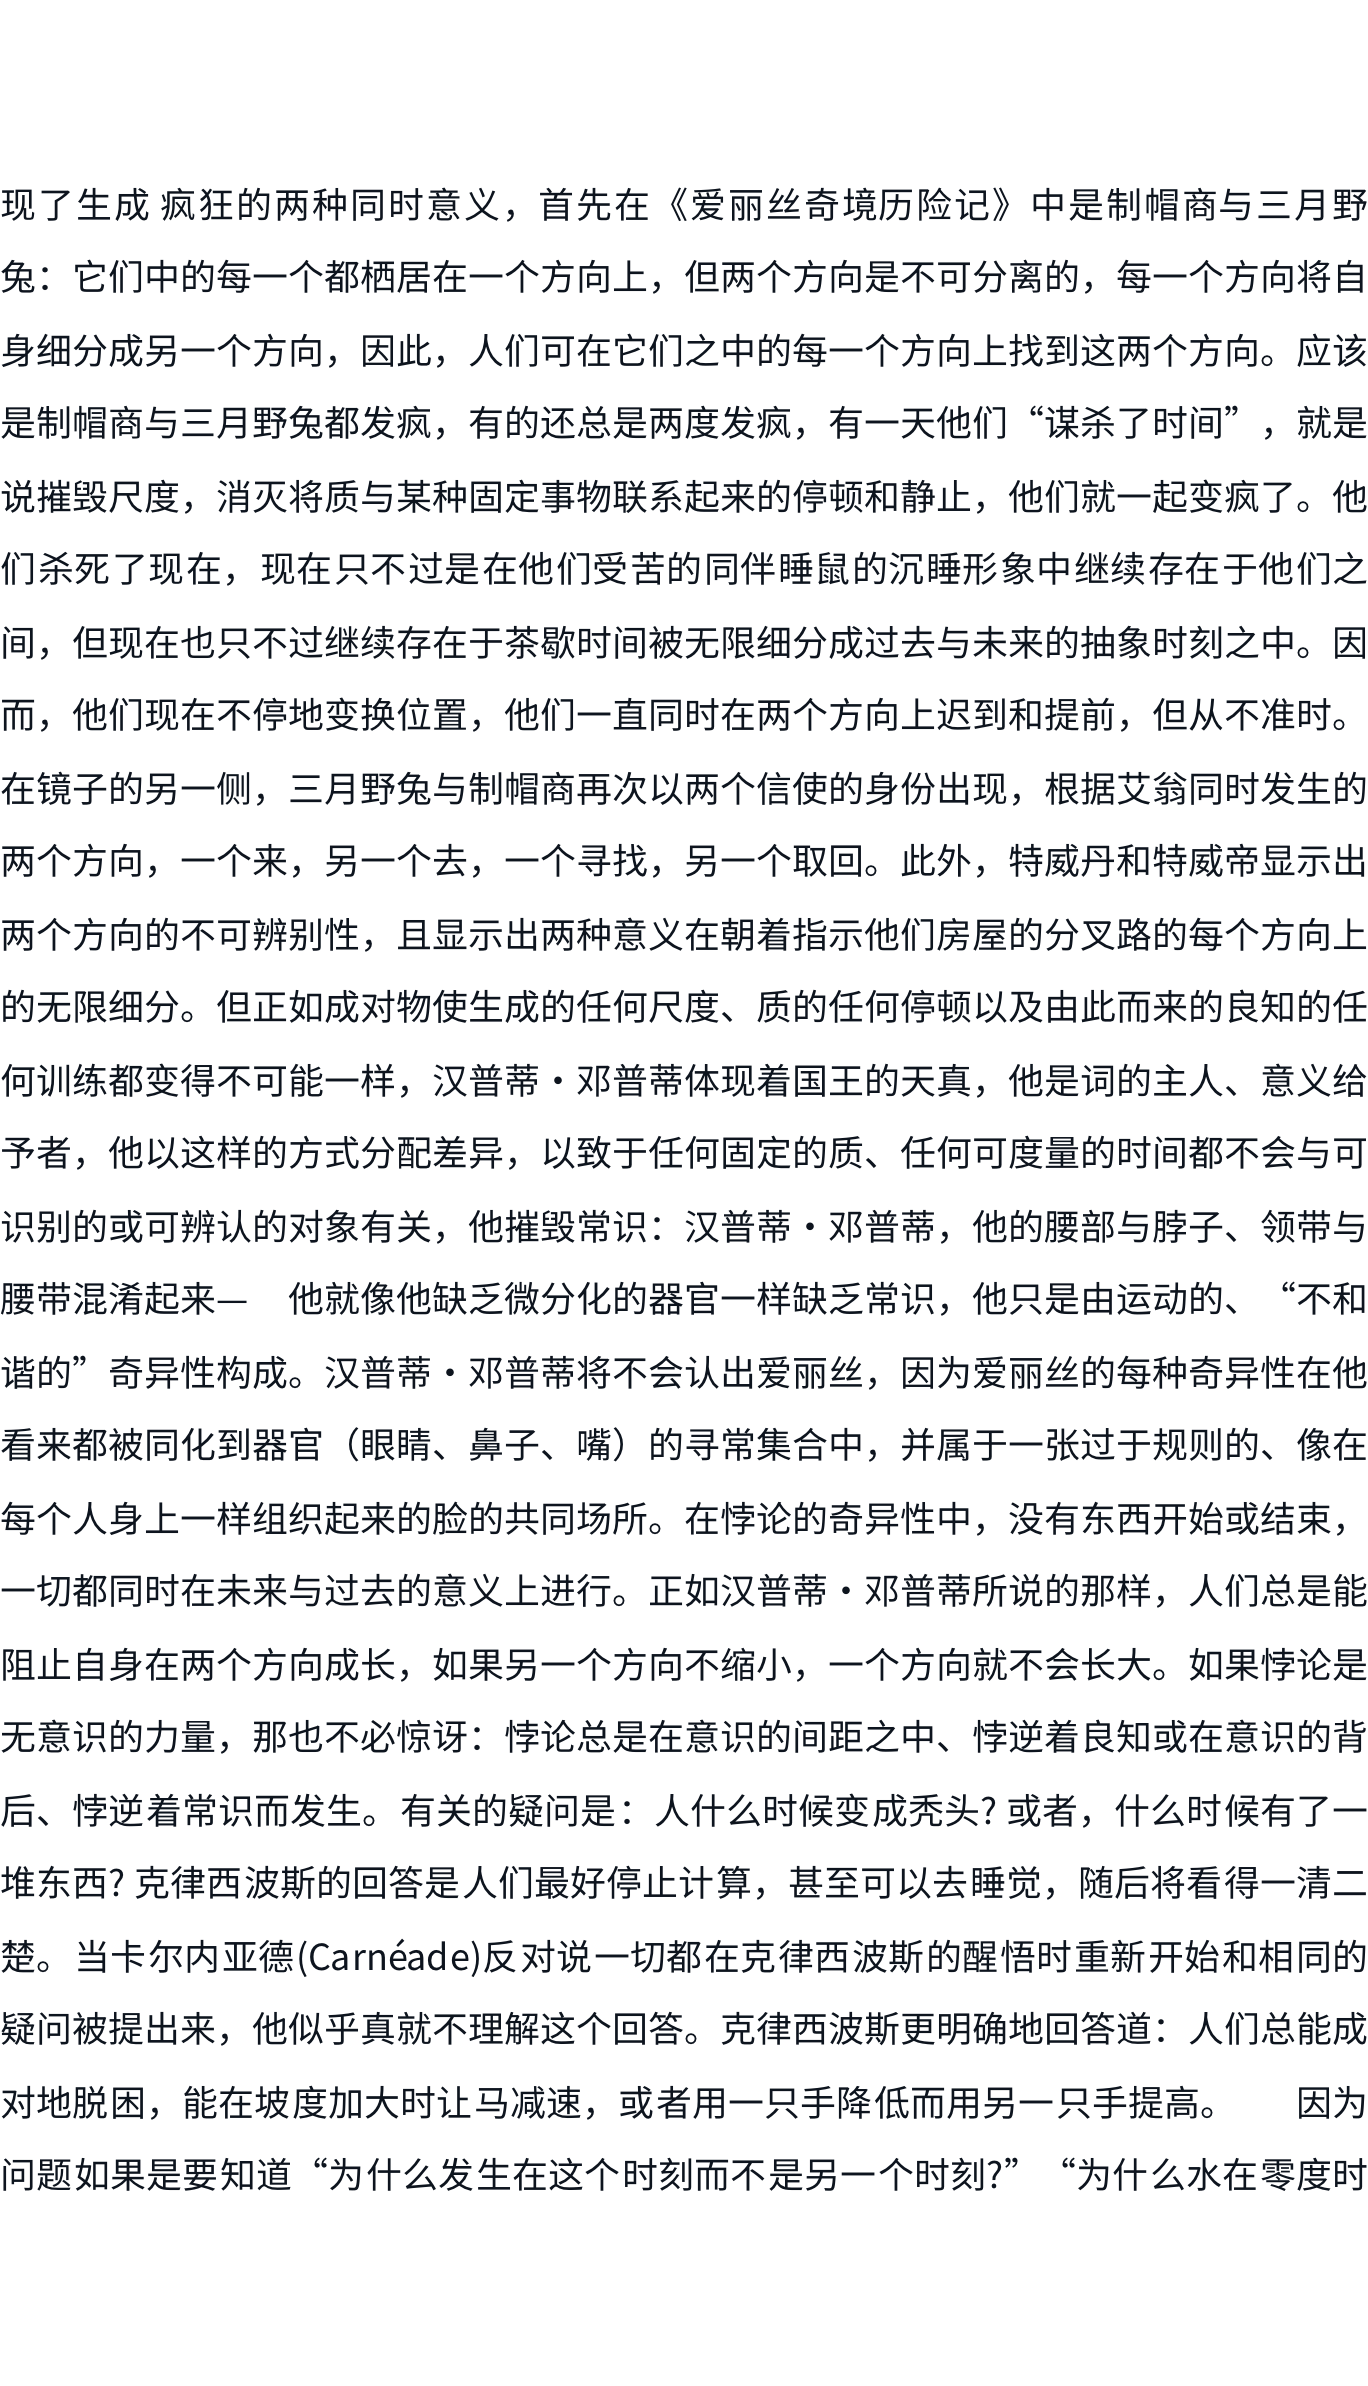 现了生成 疯狂的两种同时意义，首先在《爱丽丝奇境历险记》中是制帽商与三月野
兔：它们中的每一个都栖居在一个方向上，但两个方向是不可分离的，每一个方向将自
身细分成另一个方向，因此，人们可在它们之中的每一个方向上找到这两个方向。应该
是制帽商与三月野兔都发疯，有的还总是两度发疯，有一天他们“谋杀了时间”，就是
说摧毁尺度，消灭将质与某种固定事物联系起来的停顿和静止，他们就一起变疯了。他
们杀死了现在，现在只不过是在他们受苦的同伴睡鼠的沉睡形象中继续存在于他们之
间，但现在也只不过继续存在于茶歇时间被无限细分成过去与未来的抽象时刻之中。因
而，他们现在不停地变换位置，他们一直同时在两个方向上迟到和提前，但从不准时。
在镜子的另一侧，三月野兔与制帽商再次以两个信使的身份出现，根据艾翁同时发生的
两个方向，一个来，另一个去，一个寻找，另一个取回。此外，特威丹和特威帝显示出
两个方向的不可辨别性，且显示出两种意义在朝着指示他们房屋的分叉路的每个方向上
的无限细分。但正如成对物使生成的任何尺度、质的任何停顿以及由此而来的良知的任
何训练都变得不可能一样，汉普蒂·邓普蒂体现着国王的天真，他是词的主人、意义给
予者，他以这样的方式分配差异，以致于任何固定的质、任何可度量的时间都不会与可
识别的或可辨认的对象有关，他摧毁常识：汉普蒂·邓普蒂，他的腰部与脖子、领带与
腰带混淆起来—　他就像他缺乏微分化的器官一样缺乏常识，他只是由运动的、“不和
谐的”奇异性构成。汉普蒂·邓普蒂将不会认出爱丽丝，因为爱丽丝的每种奇异性在他
看来都被同化到器官（眼睛、鼻子、嘴）的寻常集合中，并属于一张过于规则的、像在
每个人身上一样组织起来的脸的共同场所。在悖论的奇异性中，没有东西开始或结束，
一切都同时在未来与过去的意义上进行。正如汉普蒂·邓普蒂所说的那样，人们总是能
阻止自身在两个方向成长，如果另一个方向不缩小，一个方向就不会长大。如果悖论是
无意识的力量，那也不必惊讶：悖论总是在意识的间距之中、悖逆着良知或在意识的背
后、悖逆着常识而发生。有关的疑问是：人什么时候变成秃头? 或者，什么时候有了一
堆东西? 克律西波斯的回答是人们最好停止计算，甚至可以去睡觉，随后将看得一清二
楚。当卡尔内亚德(Carnéade)反对说一切都在克律西波斯的醒悟时重新开始和相同的
疑问被提出来，他似乎真就不理解这个回答。克律西波斯更明确地回答道：人们总能成
对地脱困，能在坡度加大时让马减速，或者用一只手降低而用另一只手提高。　　因为
问题如果是要知道“为什么发生在这个时刻而不是另一个时刻?”　“为什么水在零度时